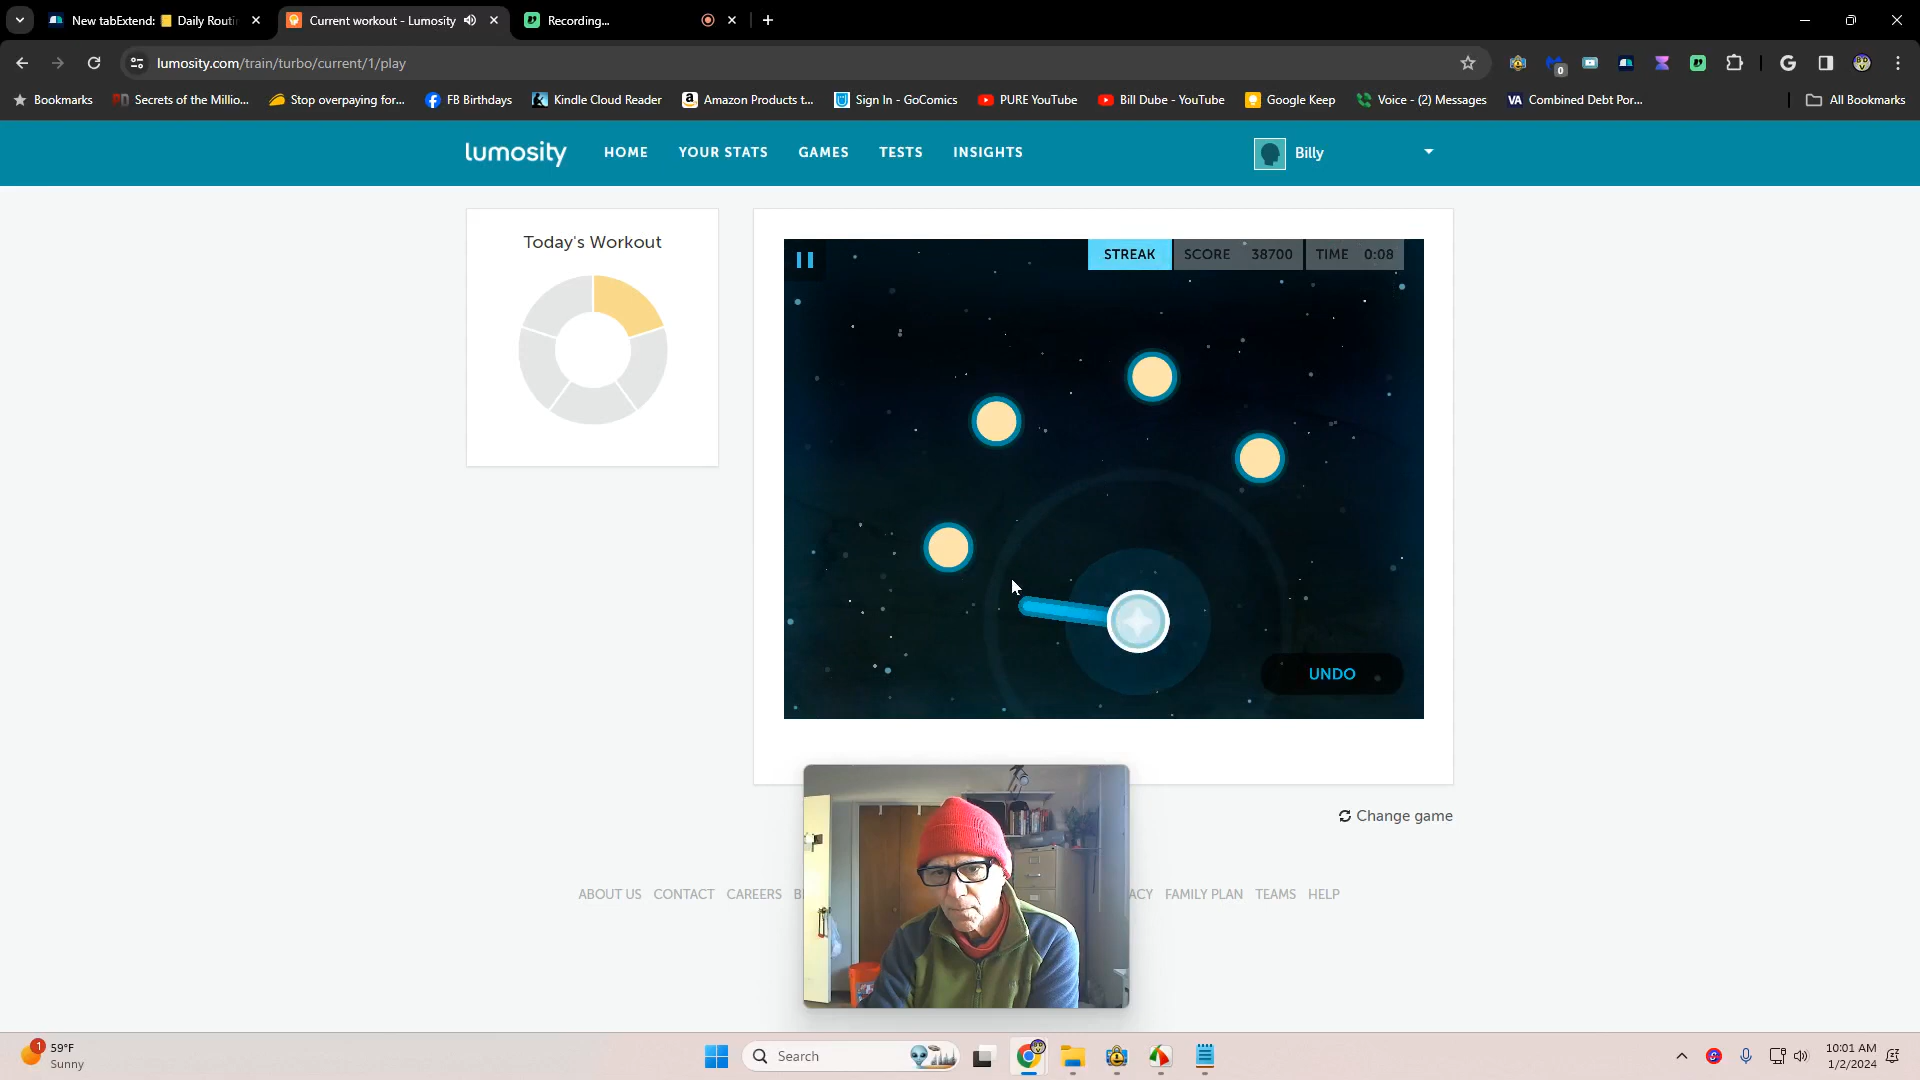 New tabExtend: Daily Routi
Current workout - Lumosity
Recording...
lumosity.com/train/turbo/current/1/play
0
Bookmarks
Secrets of the Millio...
Stop overpaying for...
FB Birthdays
Kindle Cloud Reader
Amazon Products t...
Sign In - GoComics
PURE YouTube
Bill Dube - YouTube
Google Keep
Voice - (2) Messages
VA Combined Debt Por...
All Bookmarks
lumosity
HOME
YOUR STATS
GAMES
TESTS
INSIGHTS
Billy
Today's Workout
STREAK
SCORE 38700
TIME 0:08
UNDO
Change game
ABOUT US
CONTACT
CAREERS
B
ACY
FAMILY PLAN
TEAMS
HELP
1
59°F
Sunny
Search
10:01 AM
1/2/2024